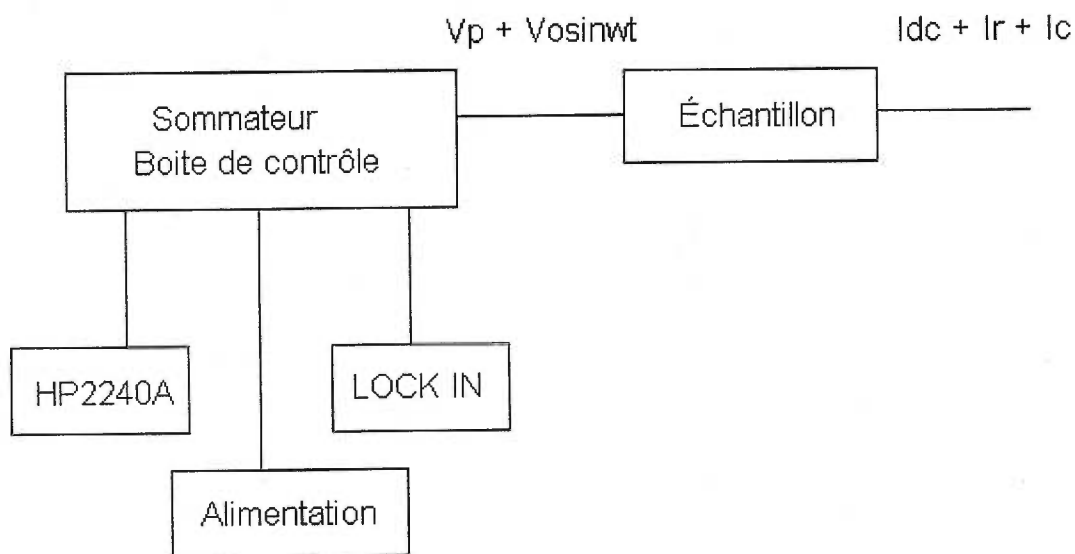 Vp + Vosinwt
Idc + Ir + Ic
Sommateur
Boite de contrôle
Échantillon
HP2240A
LOCK IN
Alimentation